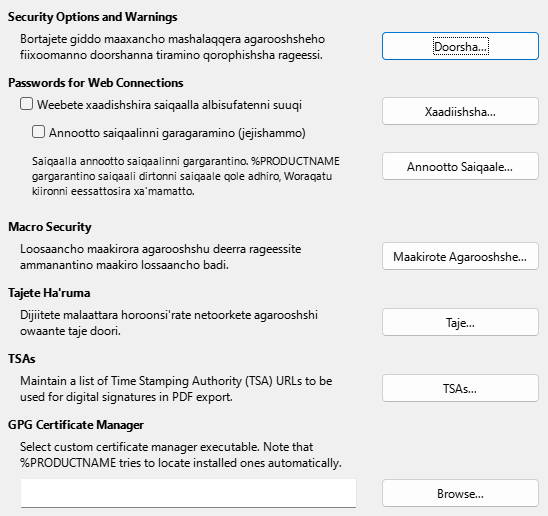 Security Options and Warnings
Bortajete giddo maaxancho mashalaqqera agarooshsheho
fiixoomanno doorshanna tiramino qorophishsha rageessi.
Doorsha...
Passwords for Web Connections
Weebete xaadishshira saiqaalla albisufatenni suuqi
Xaadiishsha...
Annootto saiqaalinni garagaramino (jejishammo)
Saiqaalla annootto saiqaalinni gargarantino. %PRODUCTNAME
gargarantino saiqaali dirtonni saiqaale qole adhiro, Woraqatu
kiironni eessattosira xa'mamatto.
Annootto Saiqaale...
Macro Security
Loosaancho maakirora agarooshshu deerra rageessite
ammanantino maakiro lossaancho badi.
Maakirote Agarooshshe...
Tajete Ha'ruma
Dijiitete malaattara horoonsi'rate netoorkete agarooshshi
owaante taje doori.
Taje...
TSAs
Maintain a list of Time Stamping Authority (TSA) URLs to be
used for digital signatures in PDF export.
TSAs...
GPG Certificate Manager
Select custom certificate manager executable. Note that
%PRODUCTNAME tries to locate installed ones automatically.
Browse...